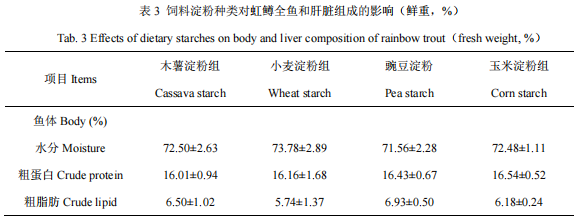 表 3 饲料淀粉种类对虹鳟全鱼和肝脏组成的影响（鲜重，%）
Tab. 3 Effects of dietary starches on body and liver composition of rainbow trout（fresh weight, %）
项目 Items 木薯淀粉组 Cassava starch 小麦淀粉组 Wheat starch 豌豆淀粉 Pea starch 玉米淀粉组 Corn starch
鱼体 Body (%)
水分 Moisture 72.50±2.63 73.78±2.89 71.56±2.28 72.48±1.11
粗蛋白 Crude protein 16.01±0.94 16.16±1.68 16.43±0.67 16.54±0.52
粗脂肪 Crude lipid 6.50±1.02 5.74±1.37 6.93±0.50 6.18±0.24